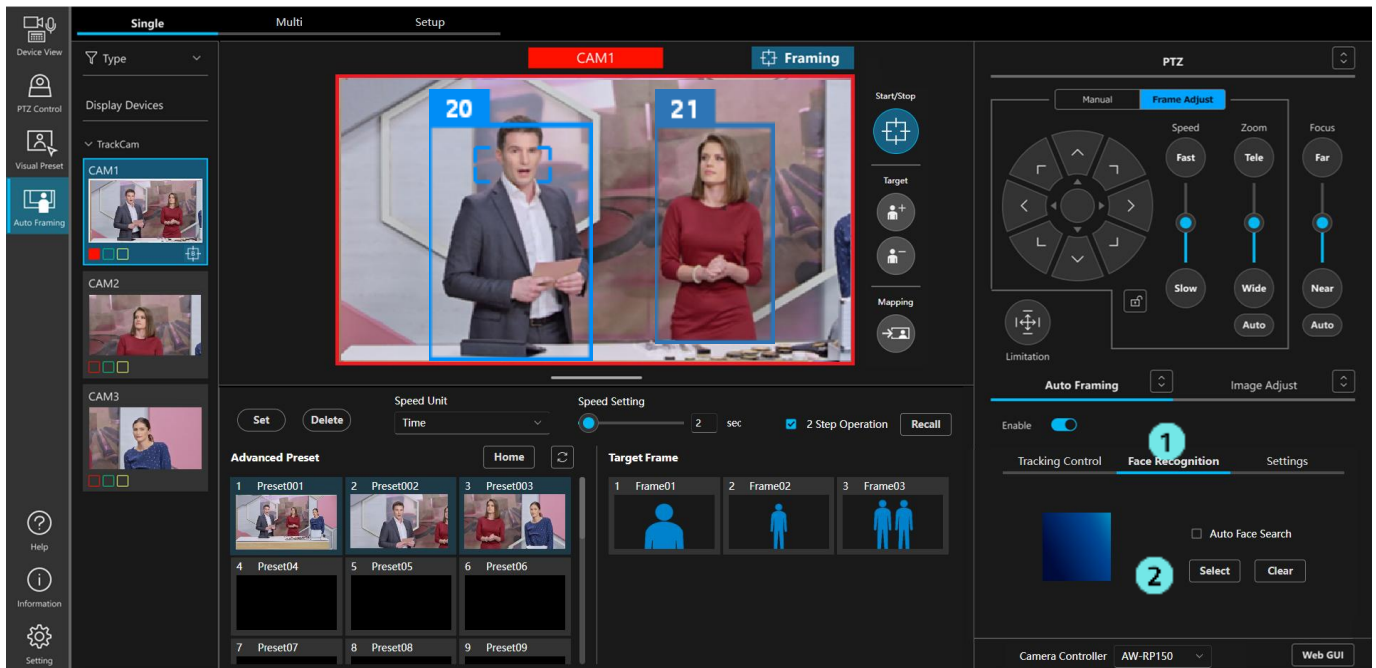 Device View
PTZ Control
Visual Preset
Auto Framing
Help
Information
Setting
Single Multi Setup
Type
Display Devices
TrackCam
CAM1
CAM2
CAM3
CAM1 Framing
20 21
Start/Stop
Target
Mapping
Set Delete
Speed Unit
Time
Speed Setting
2 sec
2 Step Operation
Recall
Advanced Preset
Home
1 Preset001 2 Preset002 3 Preset003
4 Preset04 5 Preset05 6 Preset06
7 Preset07 8 Preset08 9 Preset09
Target Frame
1 Frame01 2 Frame02 3 Frame03
PTZ
Manual Frame Adjust
Speed Zoom Focus
Fast Tele Far
Slow Wide Near
Auto Auto
Limitation
Auto Framing Image Adjust
Enable
1
Tracking Control Face Recognition Settings
Auto Face Search
2
Select Clear
Camera Controller AW-RP150
Web GUI